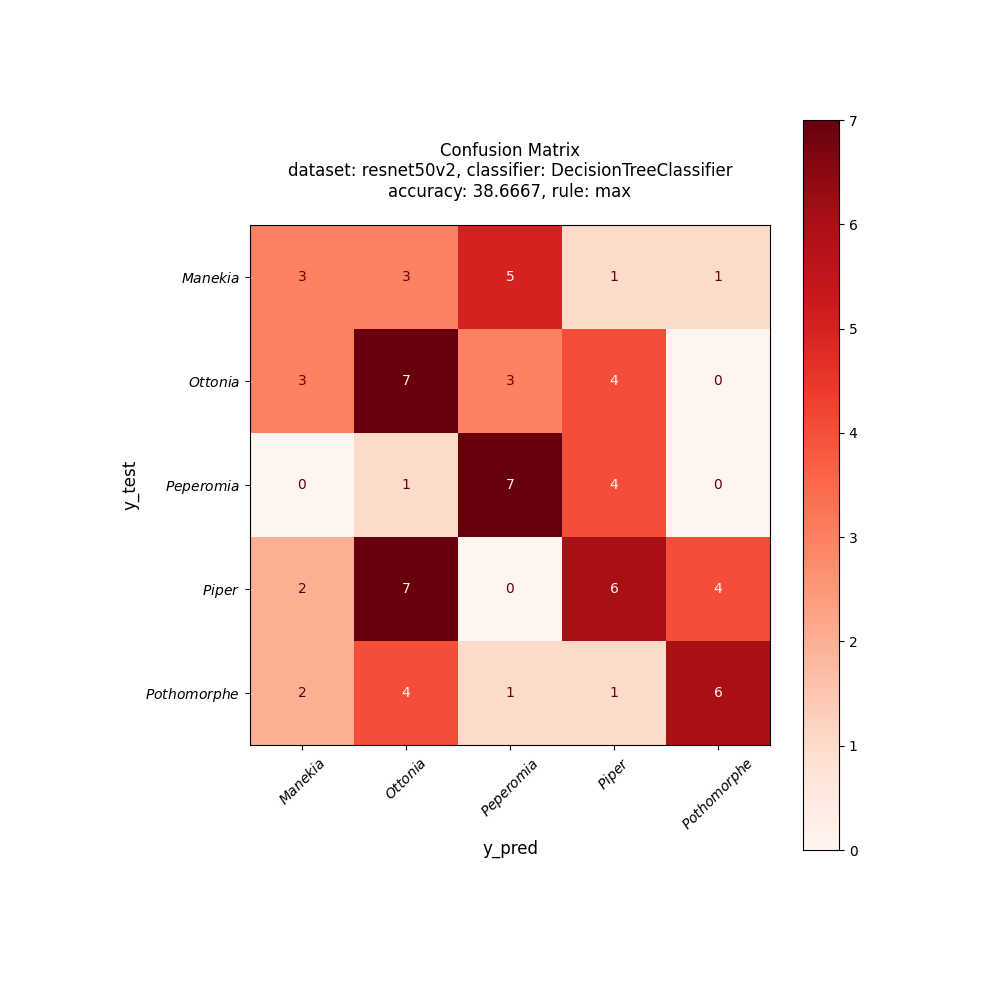 Confusion Matrix
dataset: resnet50v2, classifier: DecisionTreeClassifier
accuracy: 38.6667, rule: max
7
6
5
4
3
2
1
0
y_test
Manekia 3 3 5 1 1
Ottonia 3 7 3 4 0
Peperomia 0 1 7 4 0
Piper 2 7 0 6 4
Pothomorphe 2 4 1 1 6
Manekia Ottonia Peperomia Piper Pothomorphe
y_pred